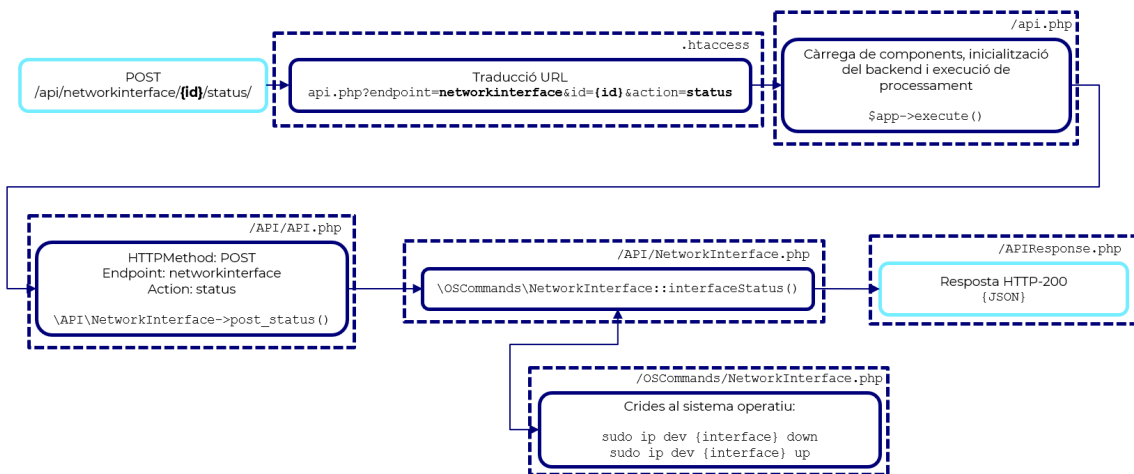 POST
/api/networkinterface/{id}/status/
.htaccess
Traducció URL
api.php?endpoint=networkinterface&id={id}&action=status
/api.php
Càrrega de components, inicialització
del backend i execució de
processament
$app->execute()
/API/API.php
HTTPMethod: POST
Endpoint: networkinterface
Action: status
\API\NetworkInterface->post_status()
/API/NetworkInterface.php
\OSCommands\NetworkInterface::interfaceStatus()
/APIResponse.php
Resposta HTTP-200
{JSON}
/OSCommands/NetworkInterface.php
Crides al sistema operatiu:
sudo ip dev {interface} down
sudo ip dev {interface} up